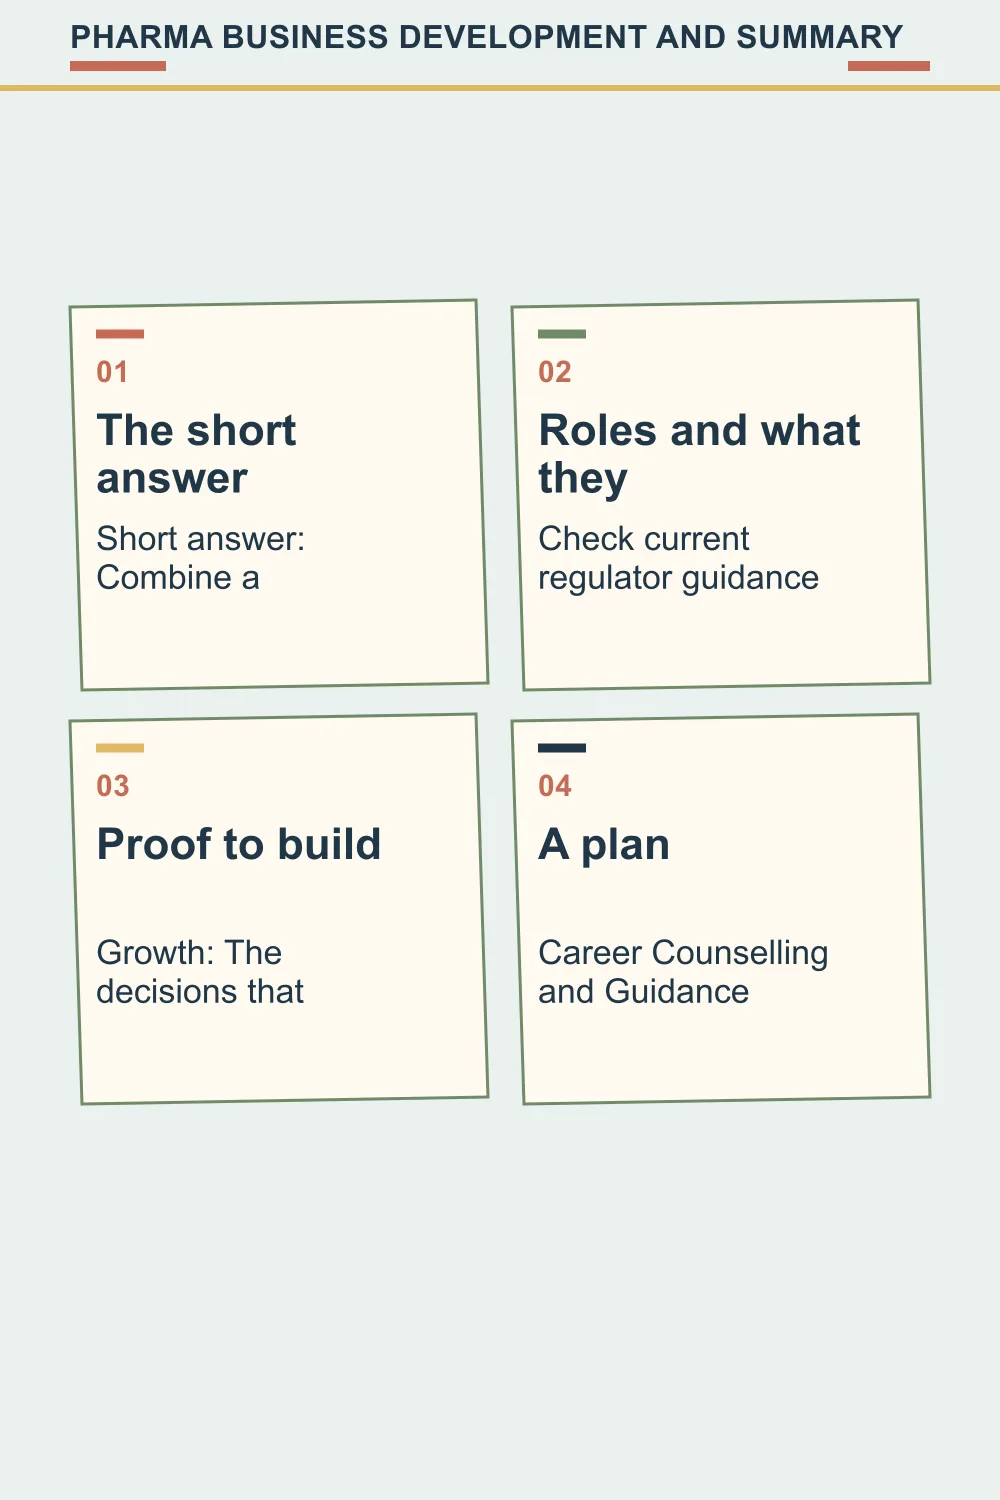 PHARMA BUSINESS DEVELOPMENT AND SUMMARY
01
The short
answer
Short answer:
Combine a
02
Roles and what
they
Check current
regulator guidance
03
Proof to build
Growth: The
decisions that
04
A plan
Career Counselling
and Guidance